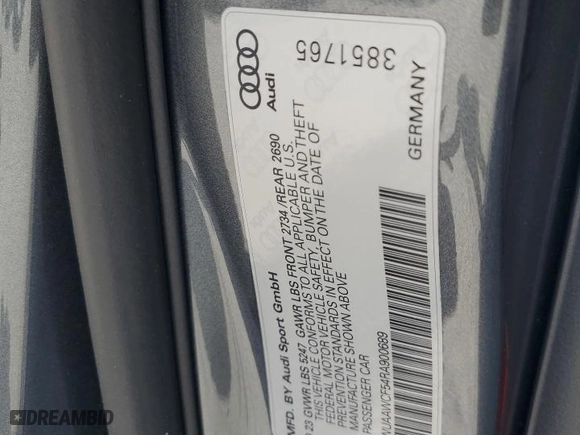 Audi
3851765
MFD. BY Audi Sport GmbH
23 GVWR LBS 5247 GAWR LBS FRONT 2734 /REAR 2690
THIS VEHICLE CONFORMS TO ALL APPLICABLE U.S.
FEDERAL MOTOR VEHICLE SAFETY, BUMPER AND THEFT
PREVENTION STANDARDS IN EFFECT ON THE DATE OF
MANUFACTURE SHOWN ABOVE
PASSENGER CAR
GERMANY
WUAAWCF54RA900689
DREAMBID